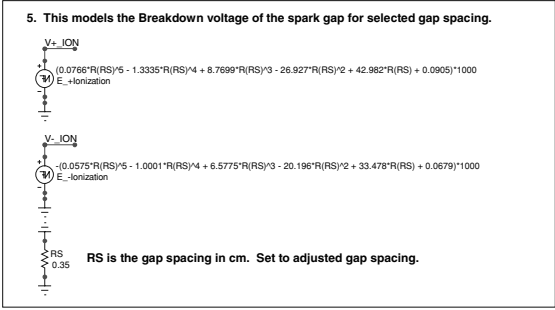 5. This models the Breakdown voltage of the spark gap for selected gap spacing.
V+_ION
+
(0.0766*R(RS)^5 - 1.3335*R(RS)^4 + 8.7699*R(RS)^3 - 26.927*R(RS)^2 + 42.982*R(RS) + 0.0905)*1000
E_+Ionization
-
V-_ION
+
-(0.0575*R(RS)^5 - 1.0001*R(RS)^4 + 6.5775*R(RS)^3 - 20.196*R(RS)^2 + 33.478*R(RS) + 0.0679)*1000
E_-Ionization
-
RS
0.35
RS is the gap spacing in cm. Set to adjusted gap spacing.